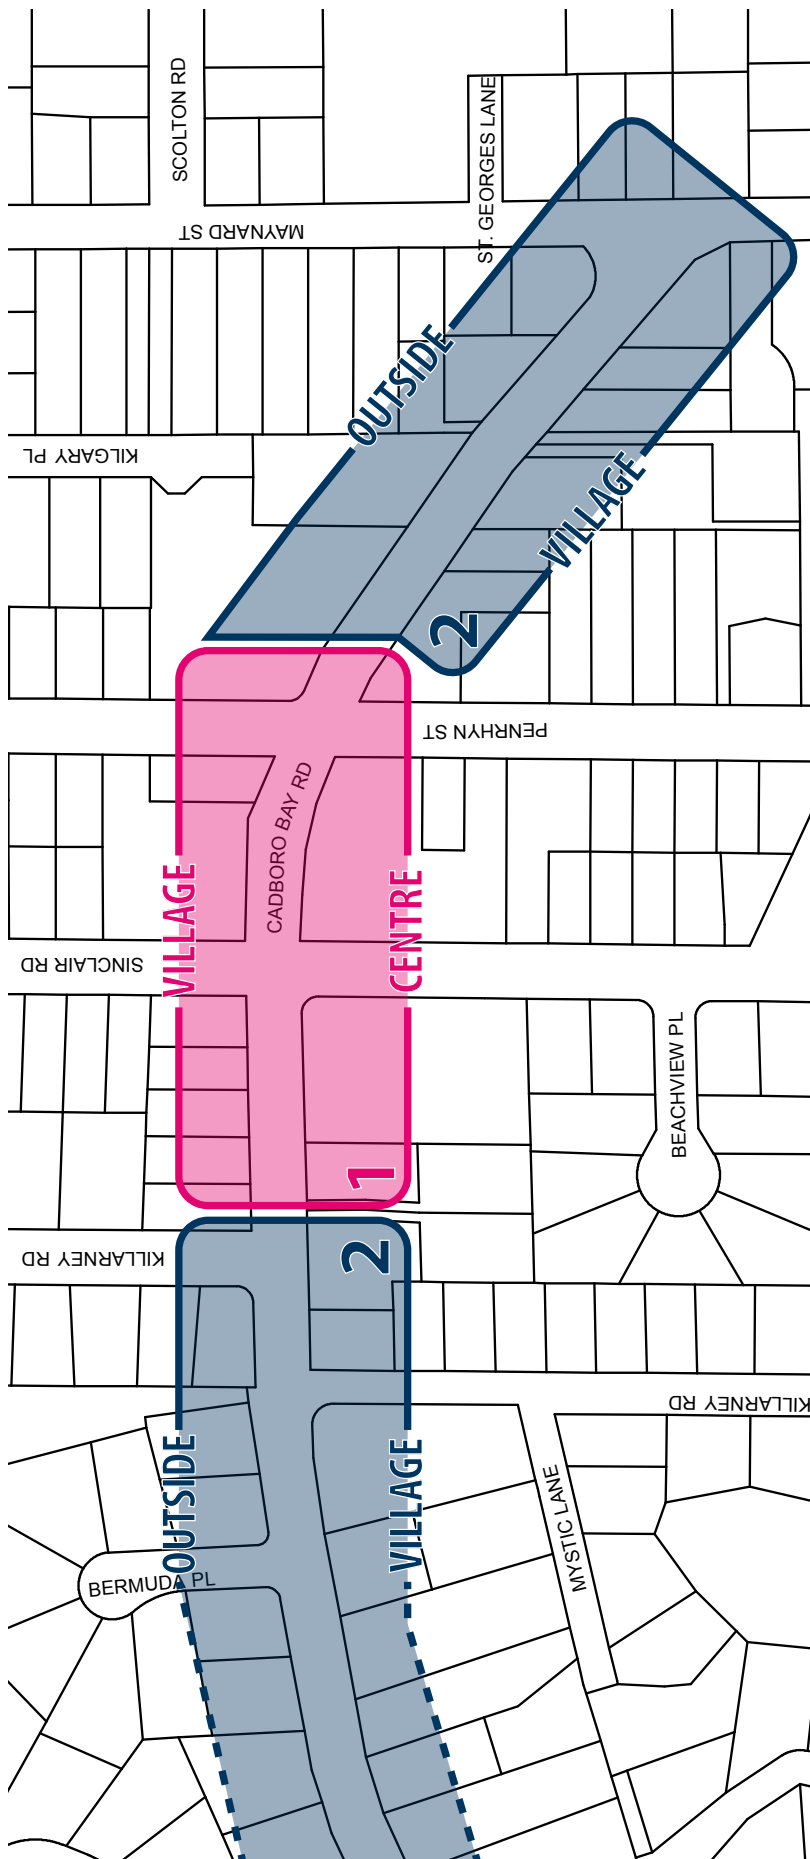 SCOLTON RD
ST. GEORGES LANE
MAYNARD ST
OUTSIDE
KILGARY PL
VILLAGE
2
PENRHYN ST
CADBORO BAY RD
VILLAGE
CENTRE
SINCLAIR RD
BEACHVIEW PL
1
2
KILLARNEY RD
KILLARNEY RD
OUTSIDE
VILLAGE
MYSTIC LANE
BERMUDA PL